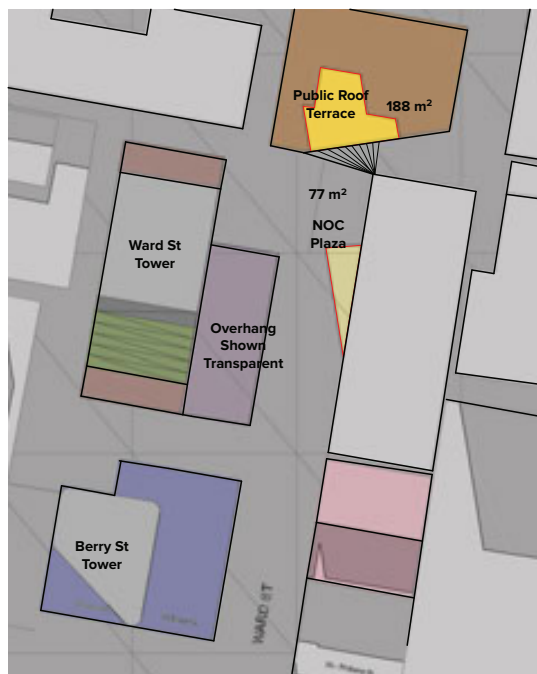 Public Roof
Terrace
188 m²
77 m²
NOC
Plaza
Ward St
Tower
Overhang
Shown
Transparent
Berry St
Tower
WARD ST